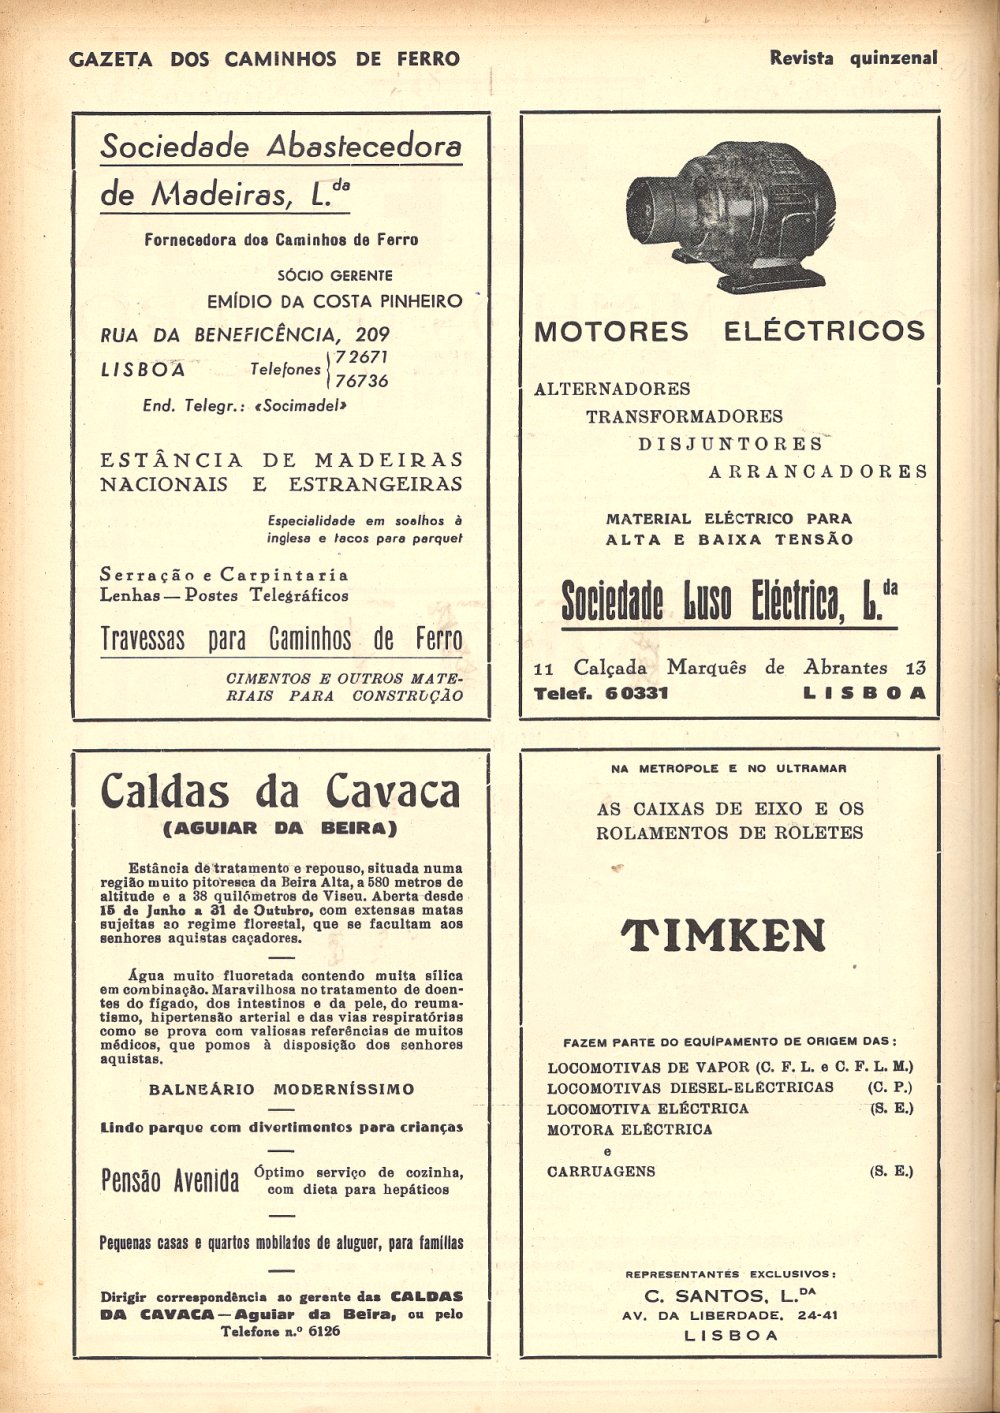 GAZETA DOS CAMINHOS DE FERRO
Revista quinzenal
Sociedade Abastecedora
de Madeiras, L.da
Fornecedora dos Caminhos de Ferro
SÓCIO GERENTE
EMÍDIO DA COSTA PINHEIRO
RUA DA BENEFICÊNCIA, 209
LISBOA Telefones 72671
76736
End. Telegr.: «Socimadel»
ESTÂNCIA DE MADEIRAS
NACIONAIS E ESTRANGEIRAS
Especialidade em soalhos à
inglesa e tacos para parquet
Serração e Carpintaria
Lenhas — Postes Telegráficos
Travessas para Caminhos de Ferro
CIMENTOS E OUTROS MATE-
RIAIS PARA CONSTRUÇÃO
MOTORES ELÉCTRICOS
ALTERNADORES
TRANSFORMADORES
DISJUNTORES
ARRANCADORES
MATERIAL ELÉCTRICO PARA
ALTA E BAIXA TENSÃO
Sociedade Luso Eléctrica, L.da
11 Calçada Marquês de Abrantes 13
Telef. 60331 LISBOA
Caldas da Cavaca
(AGUIAR DA BEIRA)
Estância de tratamento e repouso, situada numa
região muito pitoresca da Beira Alta, a 580 metros de
altitude e a 38 quilómetros de Viseu. Aberta desde
15 de Junho a 31 de Outubro, com extensas matas
sujeitas ao regime florestal, que se facultam aos
senhores aquistas caçadores.
Água muito fluoretada contendo muita sílica
em combinação. Maravilhosa no tratamento de doen-
tes do fígado, dos intestinos e da pele, do reuma-
tismo, hipertensão arterial e das vias respiratórias
como se prova com valiosas referências de muitos
médicos, que pomos à disposição dos senhores
aquistas.
BALNEÁRIO MODERNÍSSIMO
Lindo parque com divertimentos para crianças
Pensão Avenida Óptimo serviço de cozinha,
com dieta para hepáticos
Pequenas casas e quartos mobilados de aluguer, para famílias
Dirigir correspondência ao gerente das CALDAS
DA CAVACA — Aguiar da Beira, ou pelo
Telefone n.º 6126
NA METRÓPOLE E NO ULTRAMAR
AS CAIXAS DE EIXO E OS
ROLAMENTOS DE ROLETES
TIMKEN
FAZEM PARTE DO EQUÍPAMENTO DE ORIGEM DAS:
LOCOMOTIVAS DE VAPOR (C. F. L. e C. F. L. M.)
LOCOMOTIVAS DIESEL-ELÉCTRICAS (C. P.)
LOCOMOTIVA ELÉCTRICA (S. E.)
MOTORA ELÉCTRICA
e
CARRUAGENS (S. E.)
REPRESENTANTES EXCLUSIVOS:
C. SANTOS, L.DA
AV. DA LIBERDADE, 24-41
LISBOA